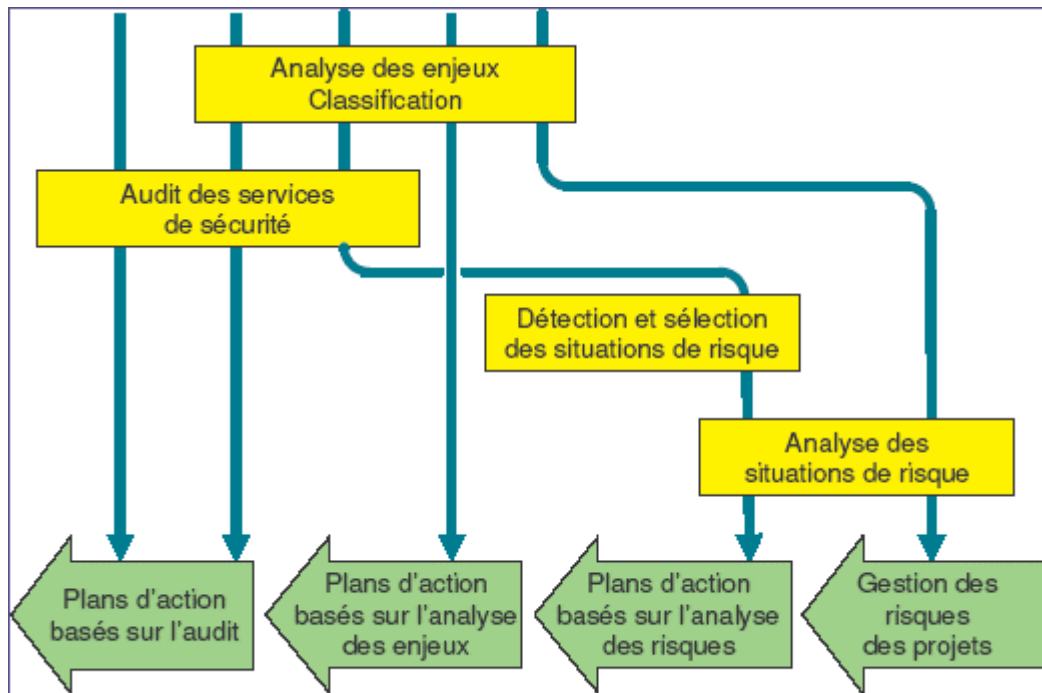 Analyse des enjeux
Classification
Audit des services
de sécurité
Détection et sélection
des situations de risque
Analyse des
situations de risque
Plans d'action
basés sur l'audit
Plans d'action
basés sur l'analyse
des enjeux
Plans d'action
basés sur l'analyse
des risques
Gestion des
risques
des projets